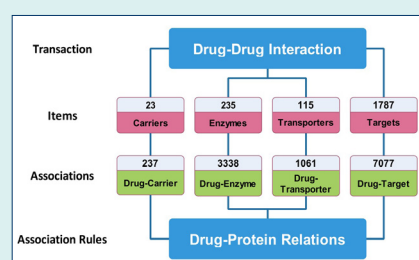 Transaction
Drug-Drug Interaction
Items
23
235
115
1787
Carriers
Enzymes
Transporters
Targets
Associations
237
3338
1061
7077
Drug-Carrier
Drug-Enzyme
Drug-
Transporter
Drug-Target
Association Rules
Drug-Protein Relations